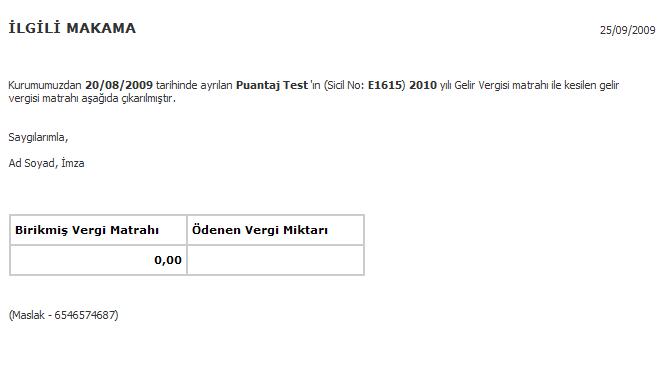 İLGİLİ MAKAMA
25/09/2009
Kurumumuzdan 20/08/2009 tarihinde ayrılan Puantaj Test'ın (Sicil No: E1615) 2010 yılı Gelir Vergisi matrahı ile kesilen gelir
vergisi matrahı aşağıda çıkarılmıştır.
Saygılarımla,
Ad Soyad, İmza
Birikmiş Vergi Matrahı Ödenen Vergi Miktarı
0,00
(Maslak - 6546574687)